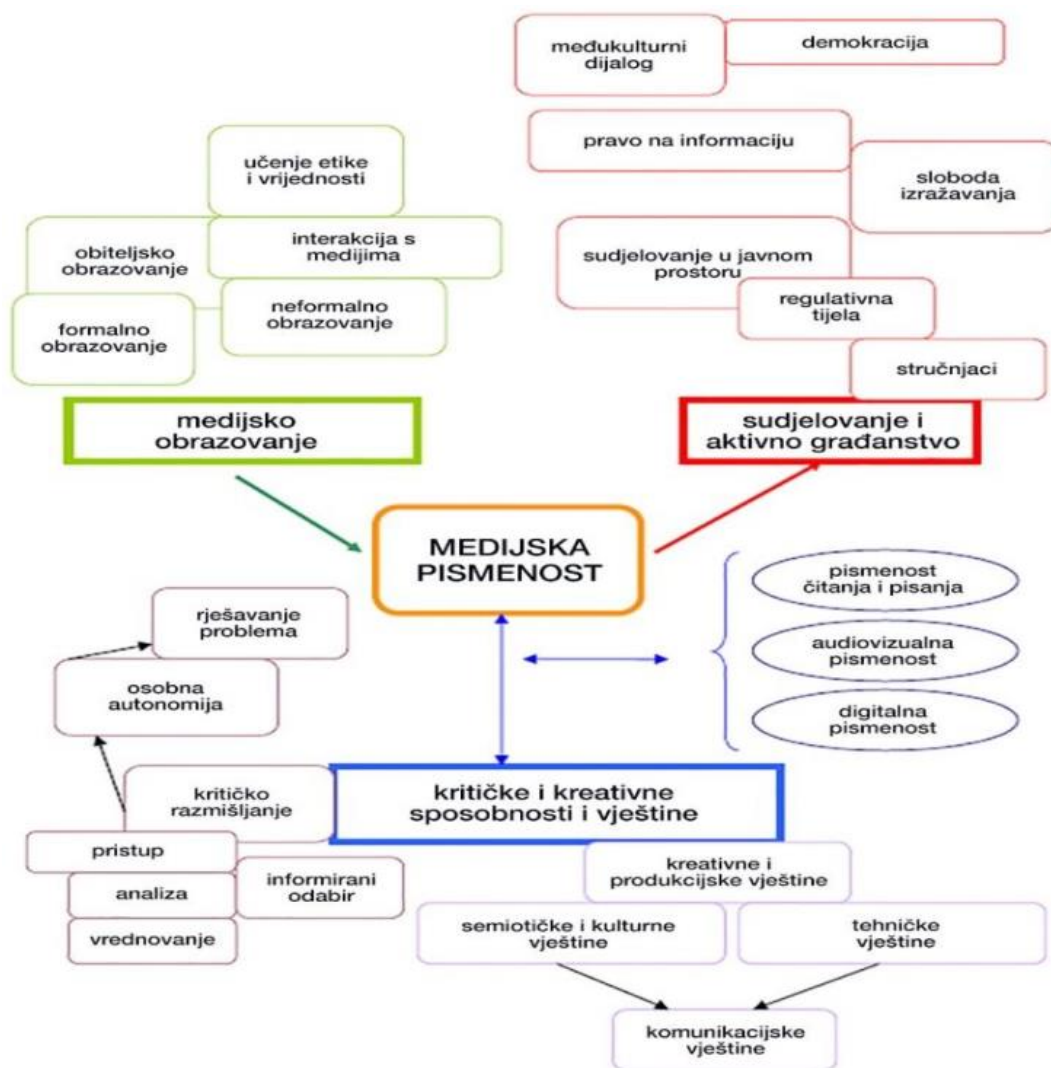 međukulturni
dijalog
demokracija
pravo na informaciju
sloboda
izražavanja
sudjelovanje u javnom
prostoru
regulativna
tijela
stručnjaci
učenje etike
i vrijednosti
interakcija s
medijima
obiteljsko
obrazovanje
neformalno
obrazovanje
formalno
obrazovanje
medijsko
obrazovanje
sudjelovanje i
aktivno građanstvo
MEDIJSKA
PISMENOST
pismenost
čitanja i pisanja
audiovizualna
pismenost
digitalna
pismenost
rješavanje
problema
osobna
autonomija
kritičko
razmišljanje
pristup
analiza
informirani
odabir
vrednovanje
kritičke i kreativne
sposobnosti i vještine
kreativne i
produkcijske vještine
semiotičke i kulturne
vještine
tehničke
vještine
komunikacijske
vještine